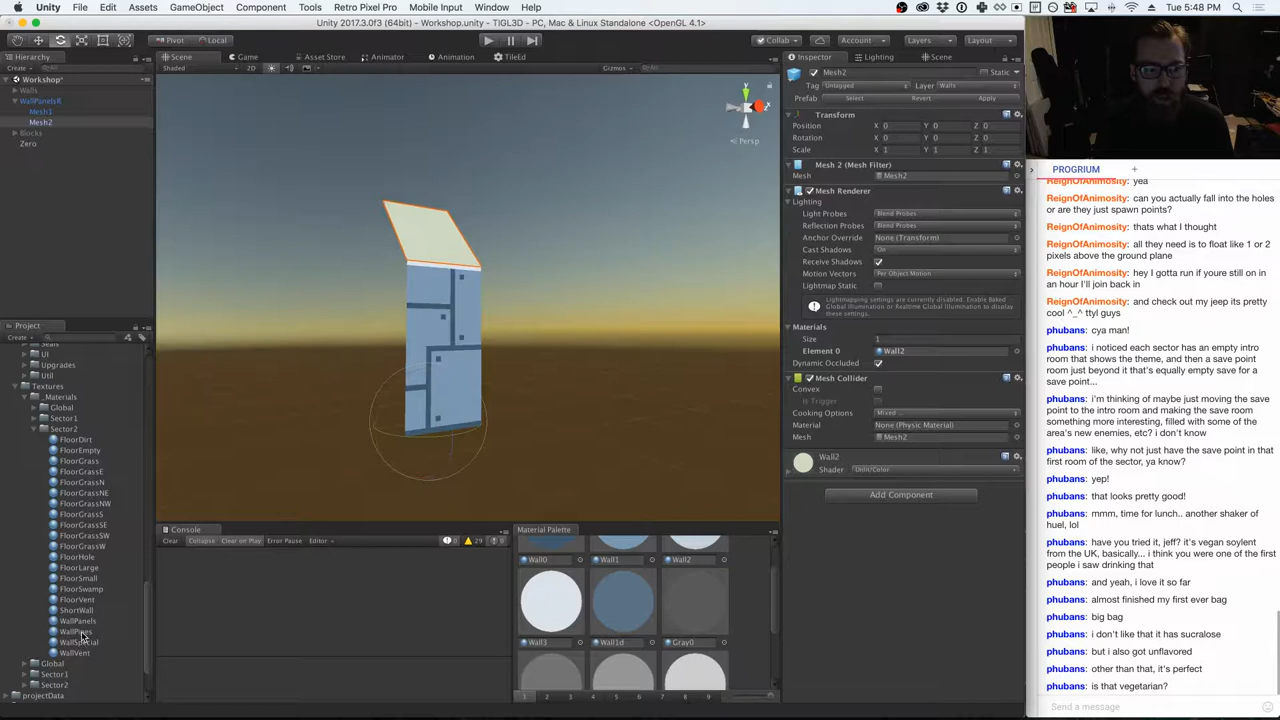 Unity File Edit Assets GameObject Component Tools Retro Pixel Pro Mobile Input Window Help
Tue 5:48 PM
Unity 2017.3.0f3 (64bit) - Workshop.unity - TIGL3D - PC, Mac & Linux Standalone <OpenGL 4.1>
Pivot Local
Collab Account Layers Layout
Hierarchy
Create
Workshop*
Walls
WallPanelsR
Mesh1
Mesh2
Blocks
Zero
Scene Game Asset Store Animator Animation TileEd
Shaded 2D Gizmos All
Persp
Project
Create
Seals
UI
Upgrades
Util
Textures
_Materials
Global
Sector1
Sector2
FloorDirt
FloorEmpty
FloorGrass
FloorGrassE
FloorGrassN
FloorGrassNE
FloorGrassNW
FloorGrassS
FloorGrassSE
FloorGrassSW
FloorGrassW
FloorHole
FloorLarge
FloorSmall
FloorSwamp
FloorVent
ShortWall
WallPanels
WallVent
Global
Sector1
Sector2
projectData
Console
Clear Collapse Clear on Play Error Pause Editor
0 29 0
Material Palette
Wall0 Wall1 Wall2
Wall3 Wall1d Gray0
1 2 3 4 5 6 7 8 9
Inspector Lighting Scene
Mesh2 Static
Tag Untagged Layer Walls
Prefab Select Revert Apply
Transform
Position X 0 Y 0 Z 0
Rotation X 0 Y 0 Z 0
Scale X 1 Y 1 Z 1
Mesh 2 (Mesh Filter)
Mesh Mesh2
Mesh Renderer
Lighting
Light Probes Blend Probes
Reflection Probes Blend Probes
Anchor Override None (Transform)
Cast Shadows On
Receive Shadows
Motion Vectors Per Object Motion
Lightmap Static
Lightmapping settings are currently disabled. Enable Baked
Global Illumination or Realtime Global Illumination to display
these settings.
Materials
Size 1
Element 0 Wall2
Dynamic Occluded
Mesh Collider
Convex
Is Trigger
Cooking Options Mixed ...
Material None (Physic Material)
Mesh Mesh2
Wall2
Shader Unlit/Color
Add Component
PROGRIUM +
ReignOfAnimosity: yea
ReignOfAnimosity: can you actually fall into the holes
or are they just spawn points?
ReignOfAnimosity: thats what I thought
ReignOfAnimosity: all they need is to float like 1 or 2
pixels above the ground plane
ReignOfAnimosity: hey I gotta run if youre still on in
an hour I'll join back in
ReignOfAnimosity: and check out my jeep its pretty
cool ^_^ ttyl guys
phubans: cya man!
phubans: i noticed each sector has an empty intro
room that shows the theme, and then a save point
room just beyond it that's equally empty save for a
save point...
phubans: i'm thinking of maybe just moving the save
point to the intro room and making the save room
something more interesting, filled with some of the
area's new enemies, etc? i don't know
phubans: like, why not just have the save point in that
first room of the sector, ya know?
phubans: yep!
phubans: that looks pretty good!
phubans: mmm, time for lunch.. another shaker of
huel, lol
phubans: have you tried it, jeff? it's vegan soylent
from the UK, basically... i think you were one of the first
people i saw drinking that
phubans: and yeah, i love it so far
phubans: almost finished my first ever bag
phubans: big bag
phubans: i don't like that it has sucralose
phubans: but i also got unflavored
phubans: other than that, it's perfect
phubans: is that vegetarian?
Send a message